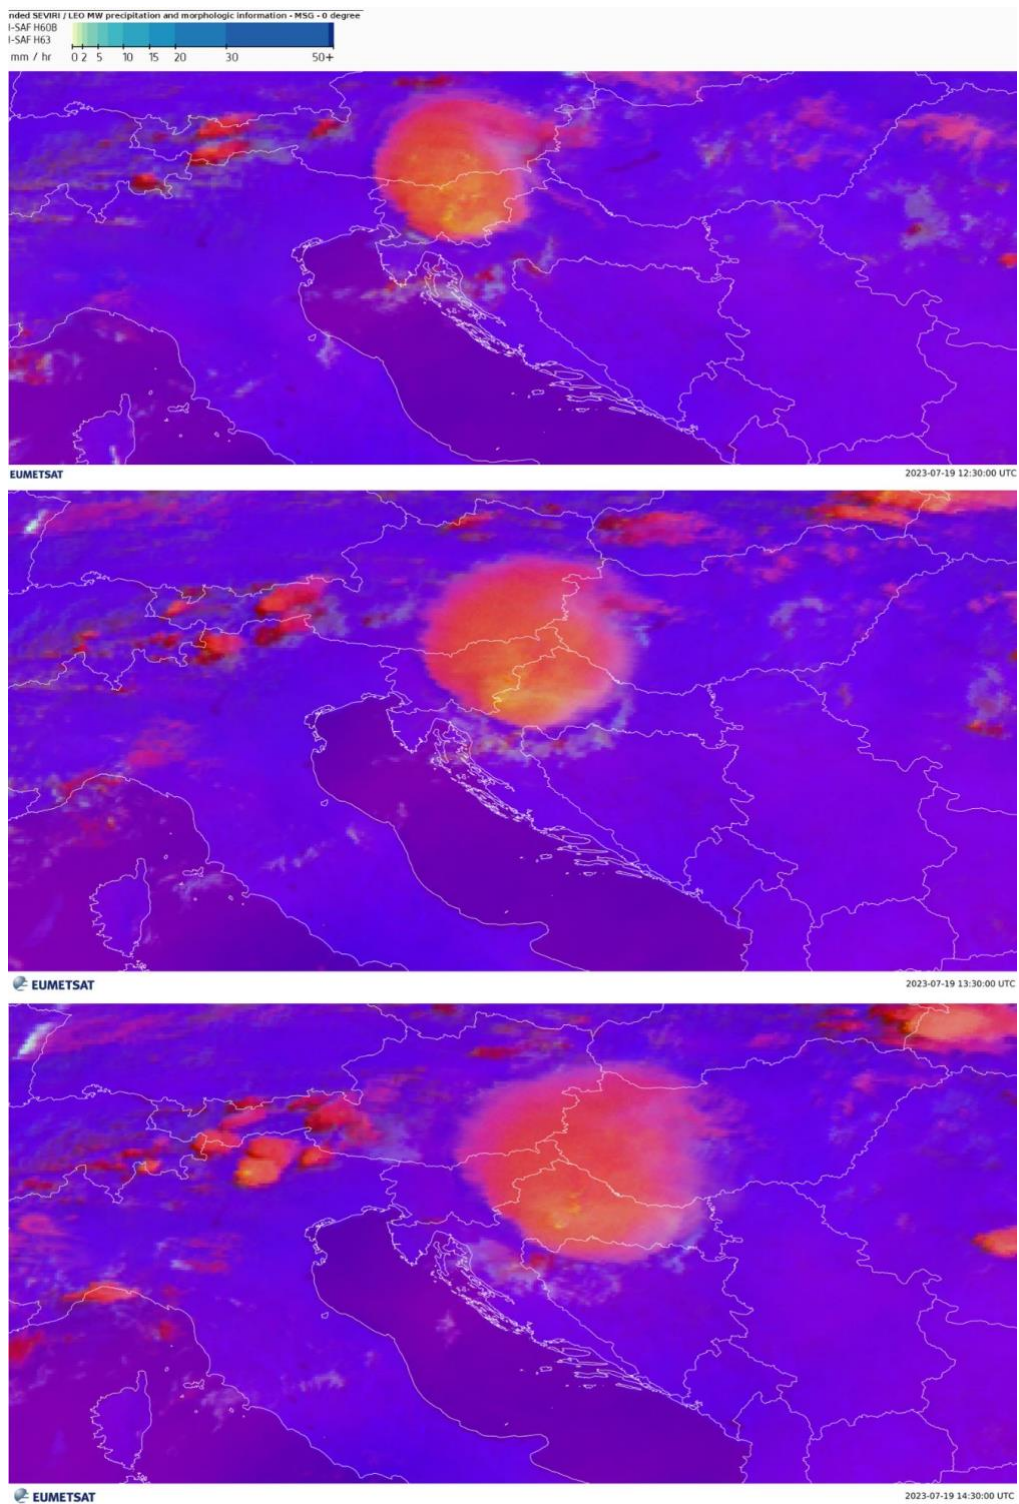 nded SEVIRI / LEO MW precipitation and morphologic information - MSG - 0 degree
I-SAF H60B
I-SAF H63
mm / hr 0 2 5 10 15 20 30 50+
EUMETSAT
2023-07-19 12:30:00 UTC
EUMETSAT
2023-07-19 13:30:00 UTC
EUMETSAT
2023-07-19 14:30:00 UTC